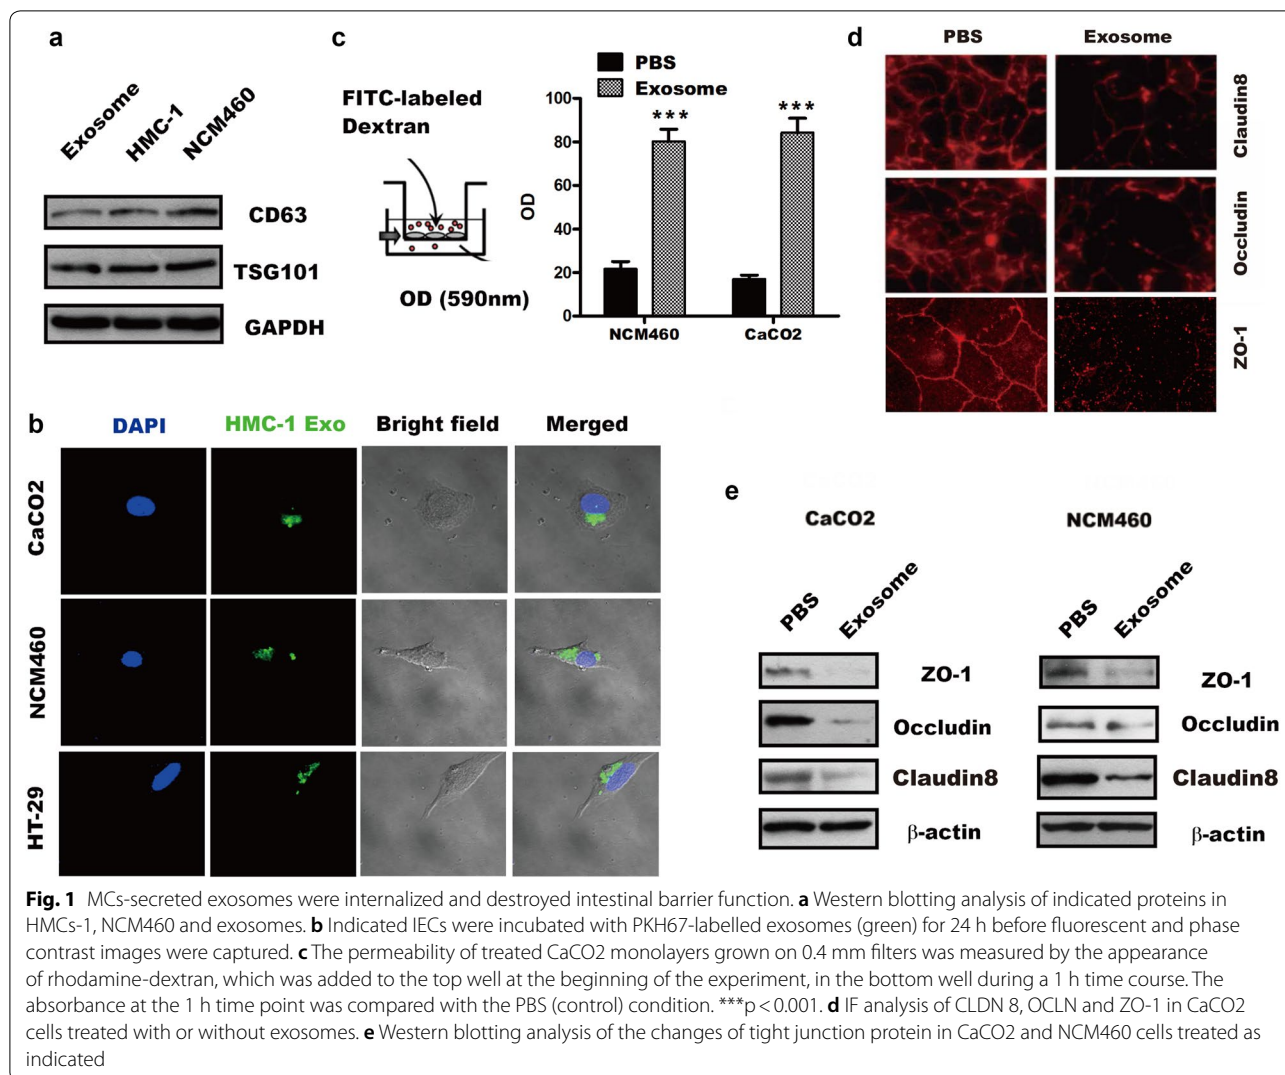 a
Exosome
HMC-1
NCM460
CD63
TSG101
GAPDH
c
FITC-labeled
Dextran
OD (590nm)
PBS
Exosome
OD
100
80
60
40
20
0
***
***
NCM460
CaCO2
d
PBS
Exosome
Claudin8
Occludin
ZO-1
b
DAPI
HMC-1 Exo
Bright field
Merged
CaCO2
NCM460
HT-29
e
CaCO2
NCM460
PBS
Exosome
PBS
Exosome
ZO-1
ZO-1
Occludin
Occludin
Claudin8
Claudin8
β-actin
β-actin
Fig. 1 MCs-secreted exosomes were internalized and destroyed intestinal barrier function. a Western blotting analysis of indicated proteins in
HMCs-1, NCM460 and exosomes. b Indicated IECs were incubated with PKH67-labelled exosomes (green) for 24 h before fluorescent and phase
contrast images were captured. c The permeability of treated CaCO2 monolayers grown on 0.4 mm filters was measured by the appearance
of rhodamine-dextran, which was added to the top well at the beginning of the experiment, in the bottom well during a 1 h time course. The
absorbance at the 1 h time point was compared with the PBS (control) condition. ***p < 0.001. d IF analysis of CLDN 8, OCLN and ZO-1 in CaCO2
cells treated with or without exosomes. e Western blotting analysis of the changes of tight junction protein in CaCO2 and NCM460 cells treated as
indicated